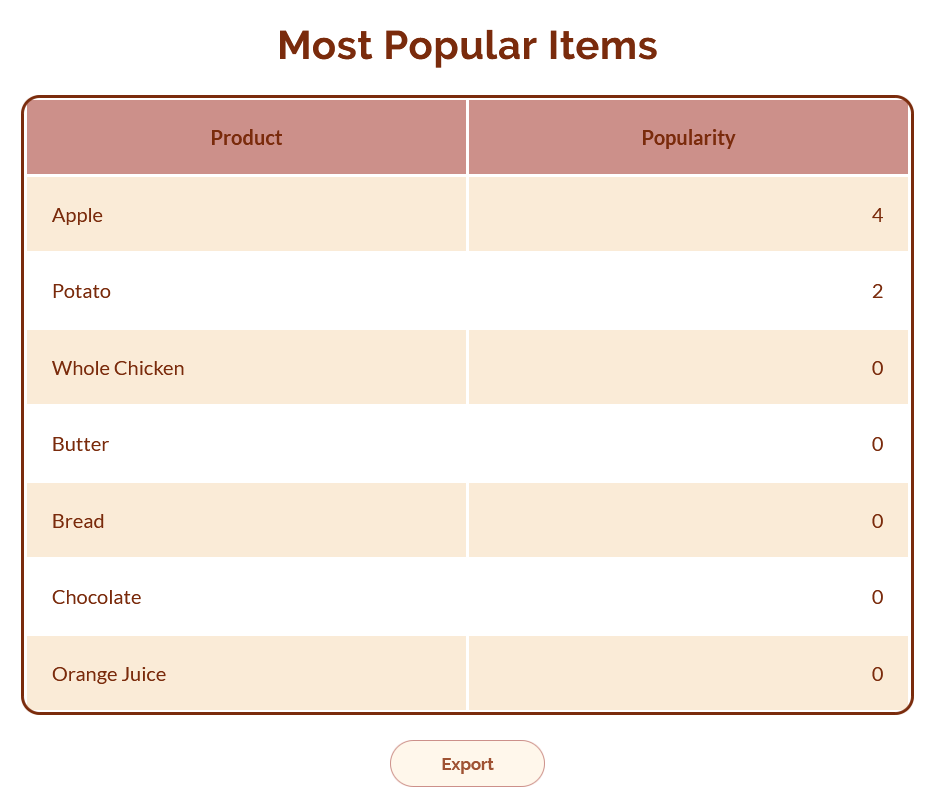 Most Popular Items
Product Popularity
Apple 4
Potato 2
Whole Chicken 0
Butter 0
Bread 0
Chocolate 0
Orange Juice 0
Export